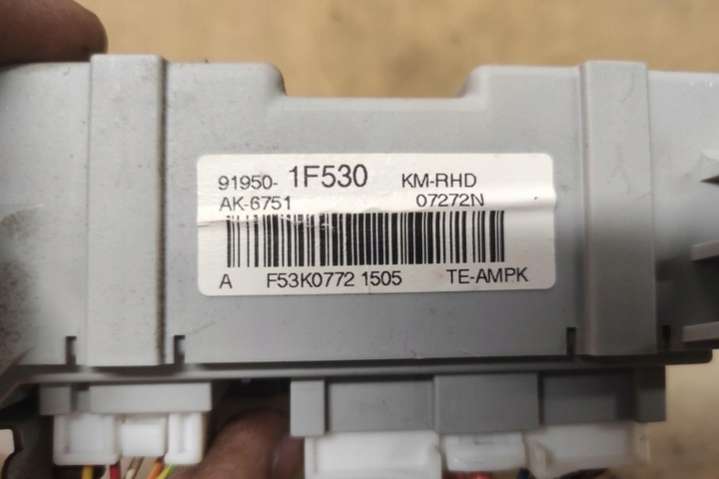 91950- 1F530 KM-RHD
AK-6751 07272N
A F53K0772 1505 TE-AMPK